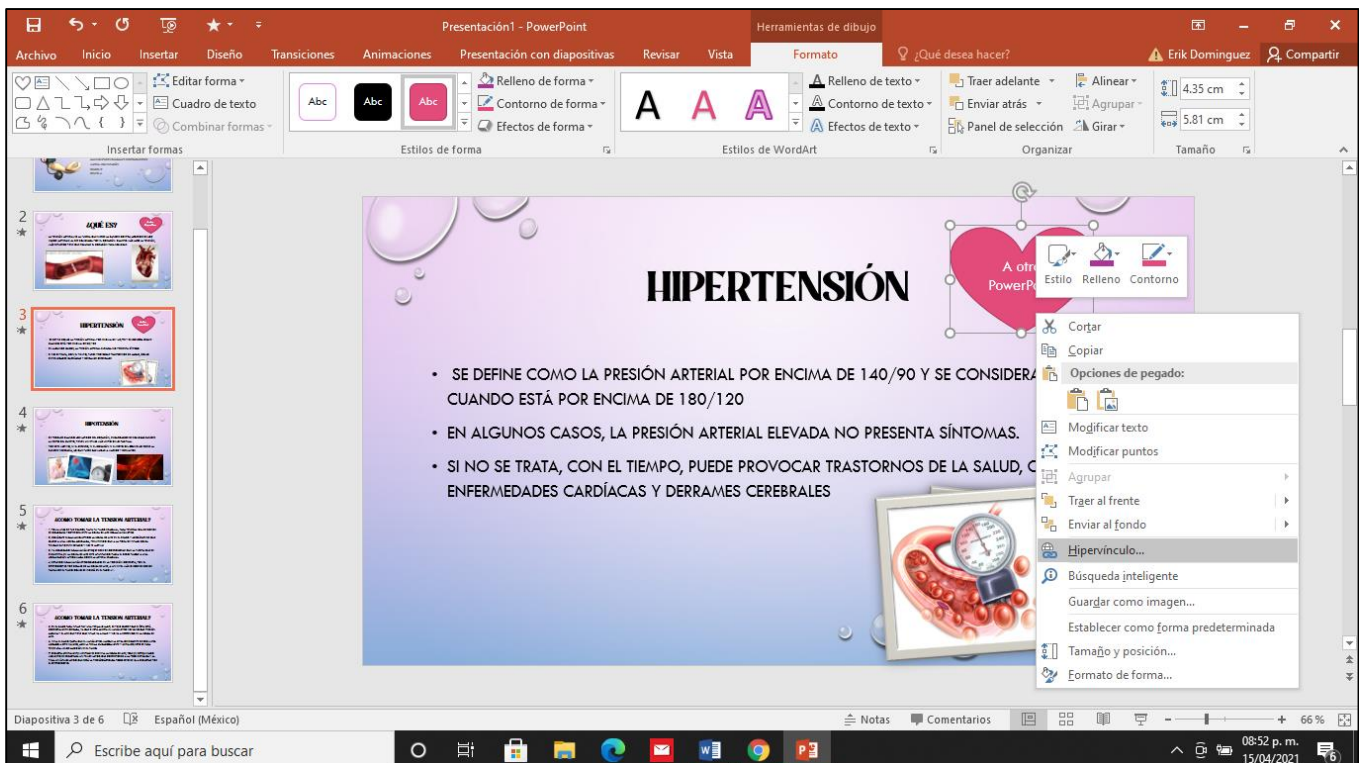 Presentación1 - PowerPoint
Herramientas de dibujo
Archivo Inicio Insertar Diseño Transiciones Animaciones Presentación con diapositivas Revisar Vista Formato ¿Qué desea hacer? Erik Dominguez Compartir
Editar forma
Cuadro de texto
Combinar formas
Insertar formas
Abc Abc Abc
Relleno de forma
Contorno de forma
Efectos de forma
Estilos de forma
A A A
Relleno de texto
Contorno de texto
Efectos de texto
Estilos de WordArt
Traer adelante
Enviar atrás
Panel de selección
Alinear
Agrupar
Girar
Organizar
4.35 cm
5.81 cm
Tamaño
2
¿QUÉ ES?
3
HIPERTENSIÓN
4
HIPOTENSIÓN
5
¿COMO TOMAR LA TENSION ARTERIAL?
6
¿COMO TOMAR LA TENSION ARTERIAL?
HIPERTENSIÓN
A
• SE DEFINE COMO LA PRESIÓN ARTERIAL POR ENCIMA DE 140/90 Y SE CONSIDERA
CUANDO ESTÁ POR ENCIMA DE 180/120
• EN ALGUNOS CASOS, LA PRESIÓN ARTERIAL ELEVADA NO PRESENTA SÍNTOMAS.
• SI NO SE TRATA, CON EL TIEMPO, PUEDE PROVOCAR TRASTORNOS DE LA SALUD,
ENFERMEDADES CARDÍACAS Y DERRAMES CEREBRALES
Estilo Relleno Contorno
Cortar
Copiar
Opciones de pegado:
Modificar texto
Modificar puntos
Agrupar
Traer al frente
Enviar al fondo
Hipervínculo...
Búsqueda inteligente
Guardar como imagen...
Establecer como forma predeterminada
Tamaño y posición...
Formato de forma...
Diapositiva 3 de 6 Español (México) Notas Comentarios 66 %
Escribe aquí para buscar
08:52 p. m.
15/04/2021
6